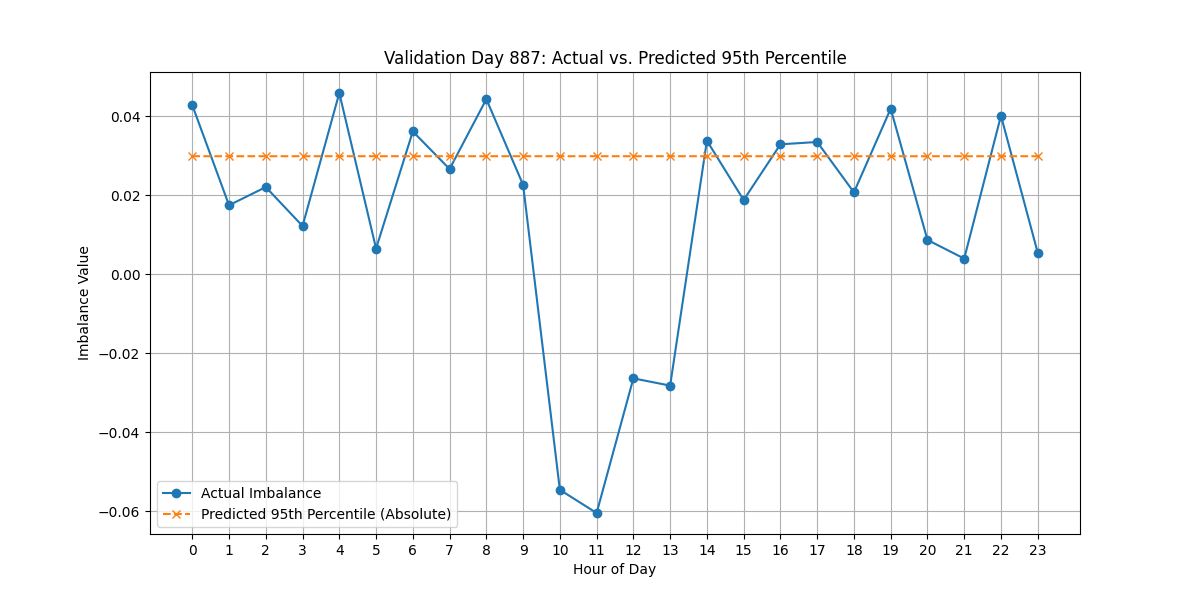 Validation Day 887: Actual vs. Predicted 95th Percentile
Imbalance Value
0.04
0.02
0.00
−0.02
−0.04
−0.06
Actual Imbalance
Predicted 95th Percentile (Absolute)
0 1 2 3 4 5 6 7 8 9 10 11 12 13 14 15 16 17 18 19 20 21 22 23
Hour of Day